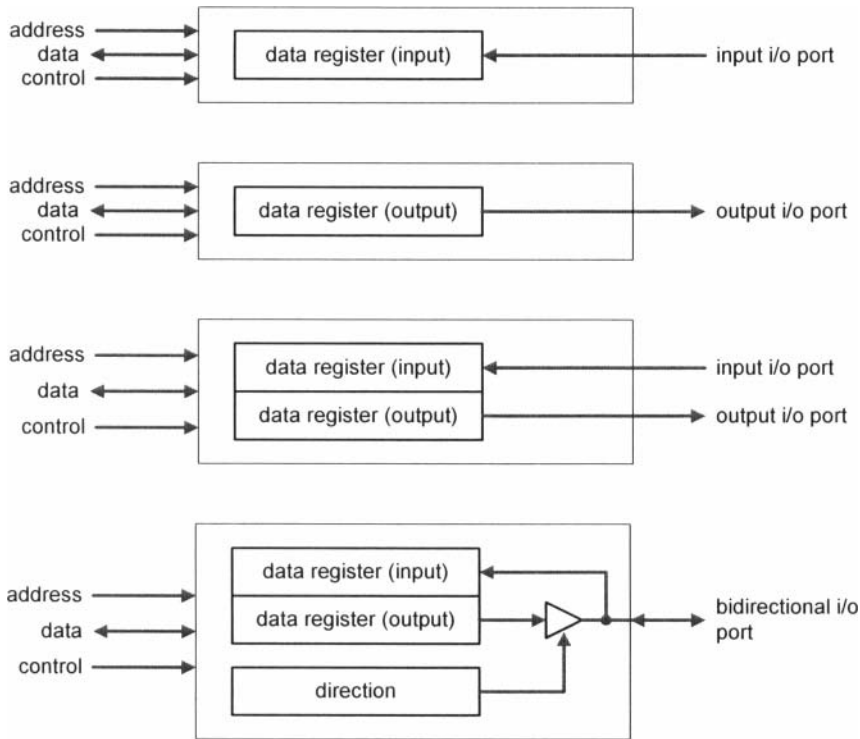 address
data
control
data register (input)
input i/o port
address
data
control
data register (output)
output i/o port
address
data
control
data register (input)
data register (output)
input i/o port
output i/o port
address
data
control
data register (input)
data register (output)
direction
bidirectional i/o
port